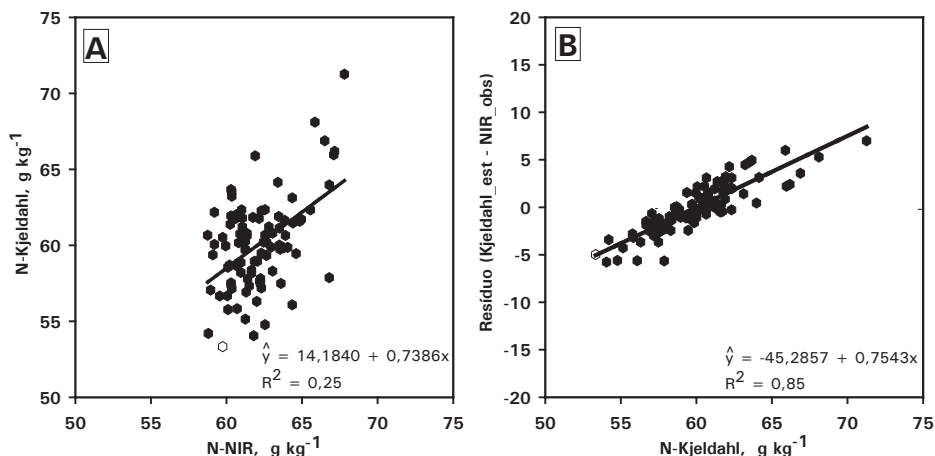 A
N-Kjeldahl, g kg-1
75
70
65
60
55
50
50
55
60
65
70
75
N-NIR, g kg-1
ŷ = 14,1840 + 0,7386x
R2 = 0,25
B
Resíduo (Kjeldahl_est - NIR_obs)
20
15
10
5
0
-5
-10
-15
-20
50
55
60
65
70
75
N-Kjeldahl, g kg-1
ŷ = -45,2857 + 0,7543x
R2 = 0,85